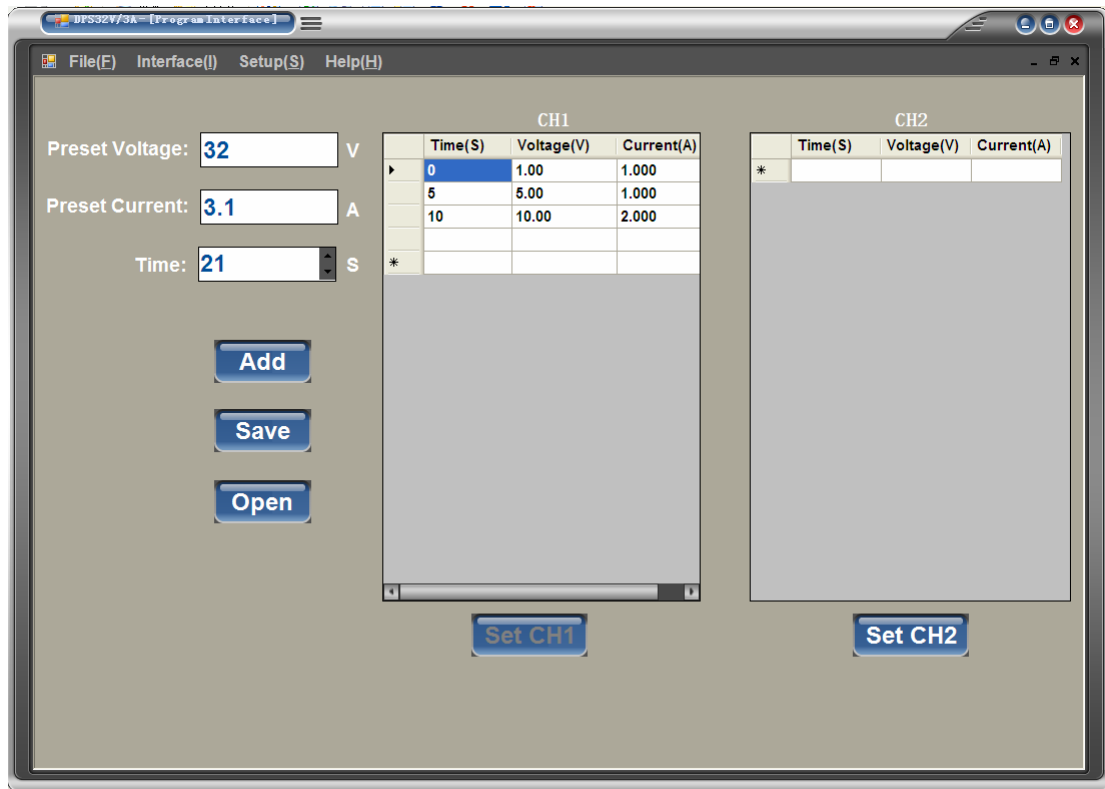 DPS32V/3A-[ProgramInterface]
File(F) Interface(I) Setup(S) Help(H)
CH1
CH2
Preset Voltage: 32 V
Preset Current: 3.1 A
Time: 21 S
Time(S) Voltage(V) Current(A)
0 1.00 1.000
5 5.00 1.000
10 10.00 2.000
*
Time(S) Voltage(V) Current(A)
*
Add
Save
Open
Set CH1
Set CH2